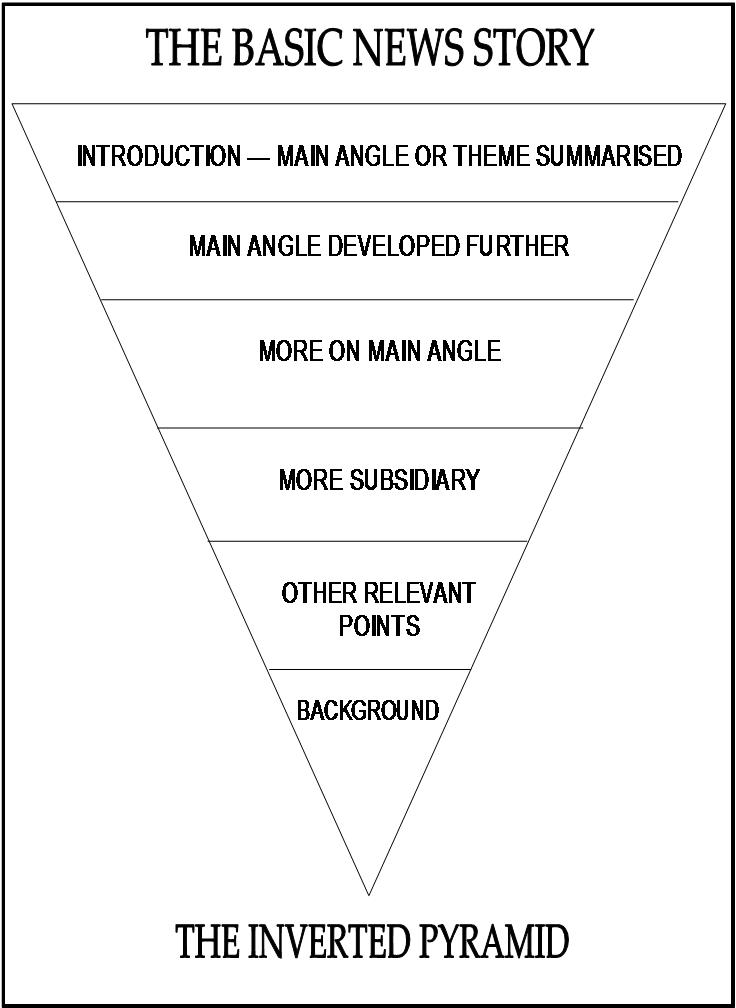 THE BASIC NEWS STORY
INTRODUCTION — MAIN ANGLE OR THEME SUMMARISED
MAIN ANGLE DEVELOPED FURTHER
MORE ON MAIN ANGLE
MORE SUBSIDIARY
OTHER RELEVANT
POINTS
BACKGROUND
THE INVERTED PYRAMID